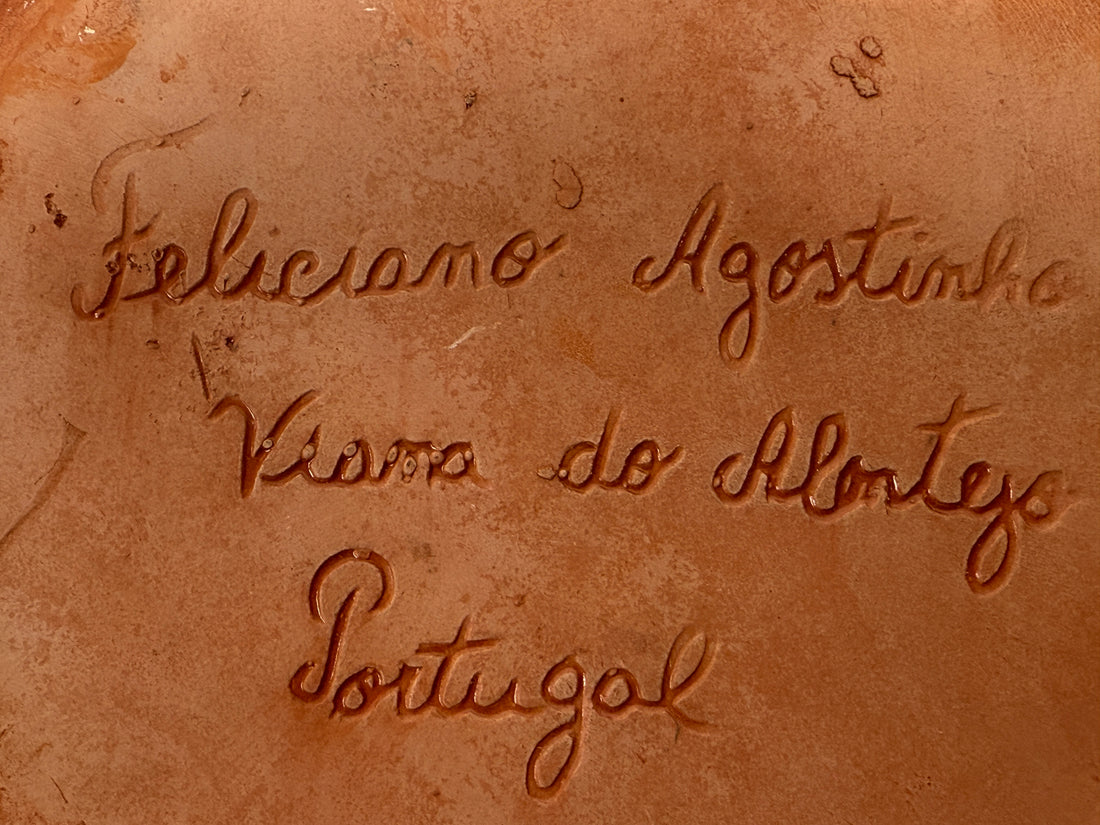 Feliciano Agostinho
Viana do Alentejo
Portugal